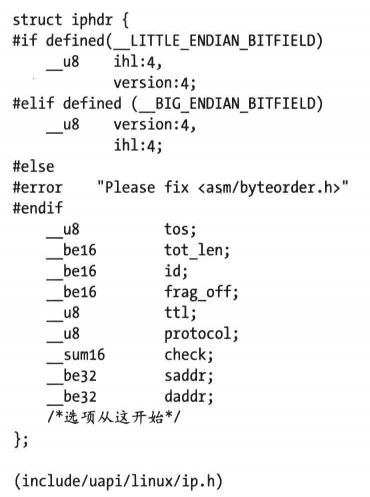 struct iphdr {
#if defined(__LITTLE_ENDIAN_BITFIELD)
    __u8    ihl:4,
            version:4;
#elif defined (__BIG_ENDIAN_BITFIELD)
    __u8    version:4,
            ihl:4;
#else
#error    "Please fix <asm/byteorder.h>"
#endif
    __u8        tos;
    __be16      tot_len;
    __be16      id;
    __be16      frag_off;
    __u8        ttl;
    __u8        protocol;
    __sum16     check;
    __be32      saddr;
    __be32      daddr;
    /*选项从这开始*/
};
(include/uapi/linux/ip.h)